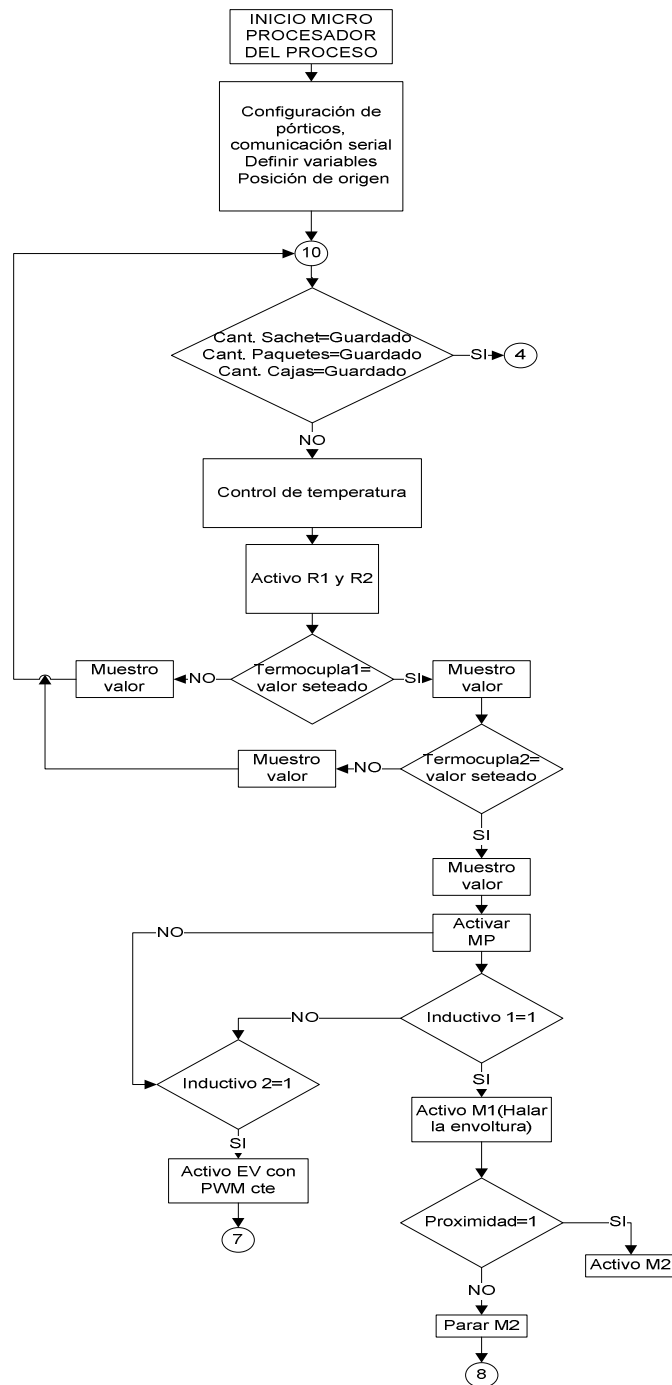 INICIO MICRO
PROCESADOR
DEL PROCESO
Configuración de
pórticos,
comunicación serial
Definir variables
Posición de origen
10
Cant. Sachet=Guardado
Cant. Paquetes=Guardado
Cant. Cajas=Guardado
SI
4
NO
Control de temperatura
Activo R1 y R2
Muestro
valor
NO
Termocupla1=
valor seteado
SI
Muestro
valor
Muestro
valor
NO
Termocupla2=
valor seteado
SI
Muestro
valor
NO
Activar
MP
NO
Inductivo 1=1
Inductivo 2=1
SI
SI
Activo M1(Halar
la envoltura)
Activo EV con
PWM cte
7
Proximidad=1
SI
Activo M2
NO
Parar M2
8